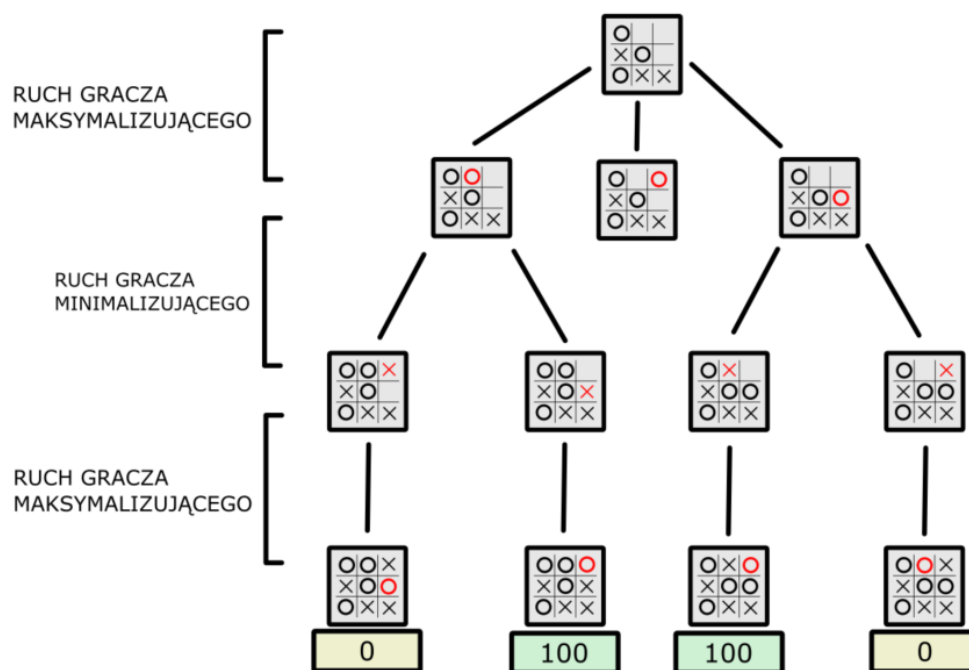 RUCH GRACZA
MAKSYMALIZUJĄCEGO
RUCH GRACZA
MINIMALIZUJĄCEGO
RUCH GRACZA
MAKSYMALIZUJĄCEGO
0
100
100
0